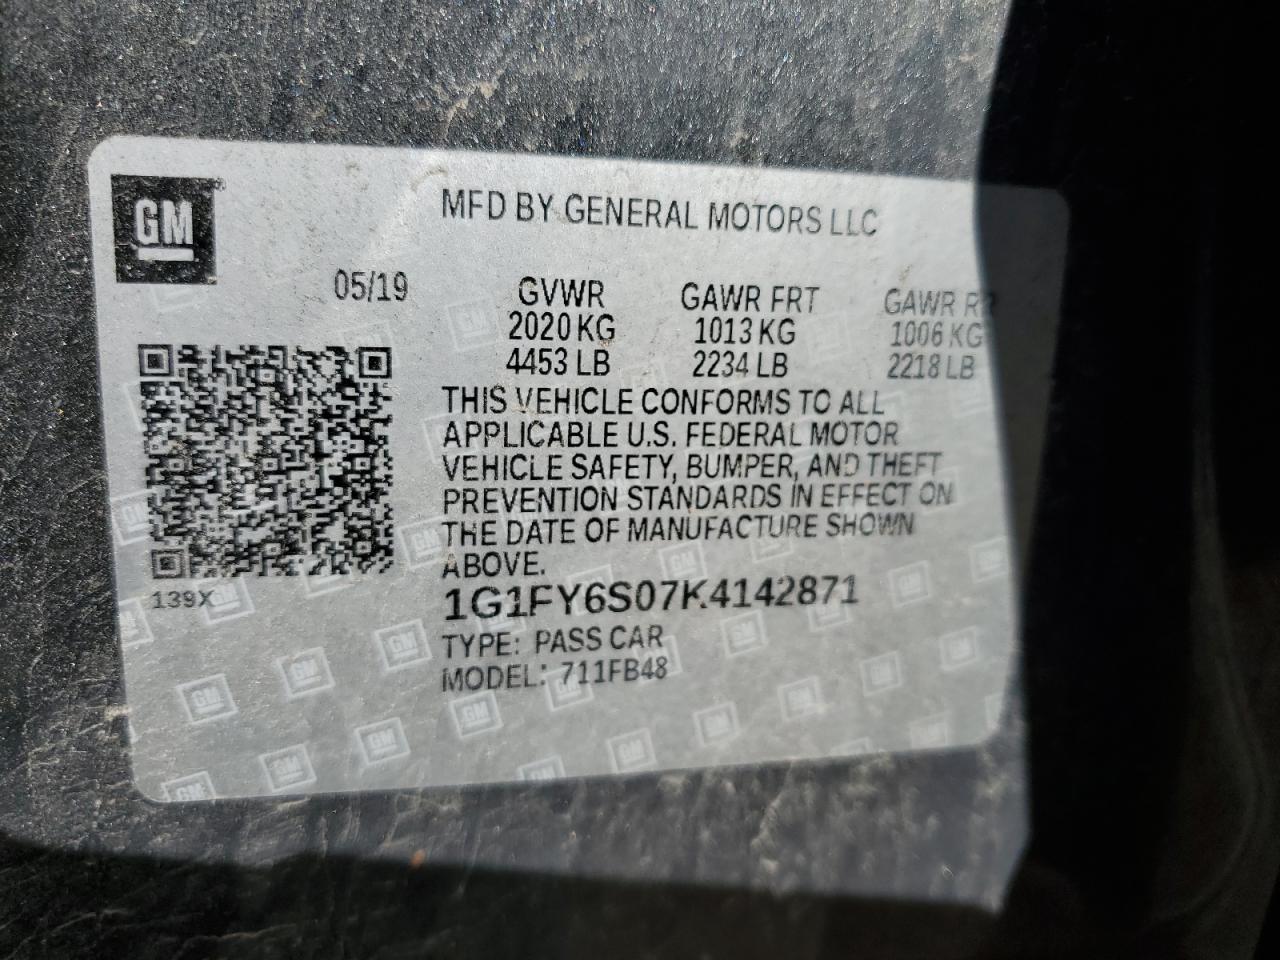 GM
MFD BY GENERAL MOTORS LLC
05/19
GVWR GAWR FRT GAWR RR
2020 KG 1013 KG 1006 KG
4453 LB 2234 LB 2218 LB
THIS VEHICLE CONFORMS TO ALL
APPLICABLE U.S. FEDERAL MOTOR
VEHICLE SAFETY, BUMPER, AND THEFT
PREVENTION STANDARDS IN EFFECT ON
THE DATE OF MANUFACTURE SHOWN
ABOVE.
139X
1G1FY6S07K4142871
TYPE: PASS CAR
MODEL: 711FB48